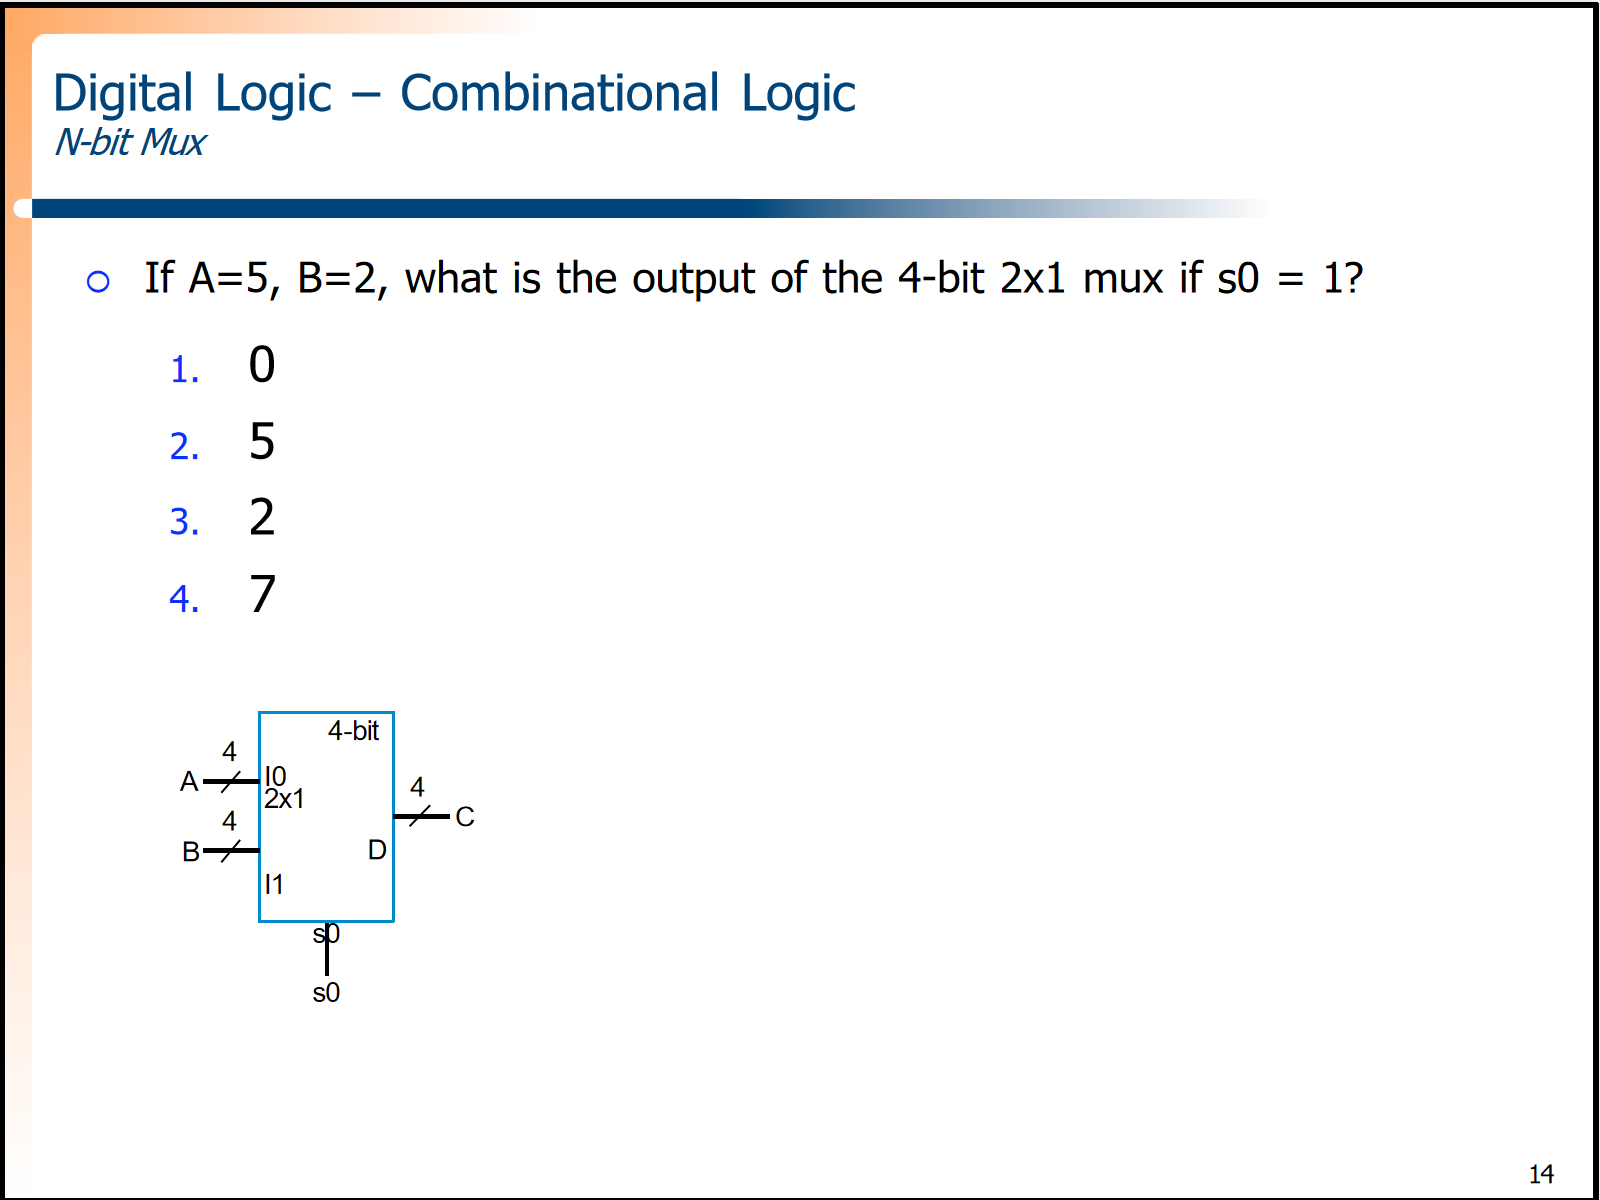 Digital Logic – Combinational Logic
N-bit Mux
If A=5, B=2, what is the output of the 4-bit 2x1 mux if s0 = 1?
1. 0
2. 5
3. 2
4. 7
4-bit
4
A
I0
2x1
4
C
4
B
D
I1
s0
s0
14